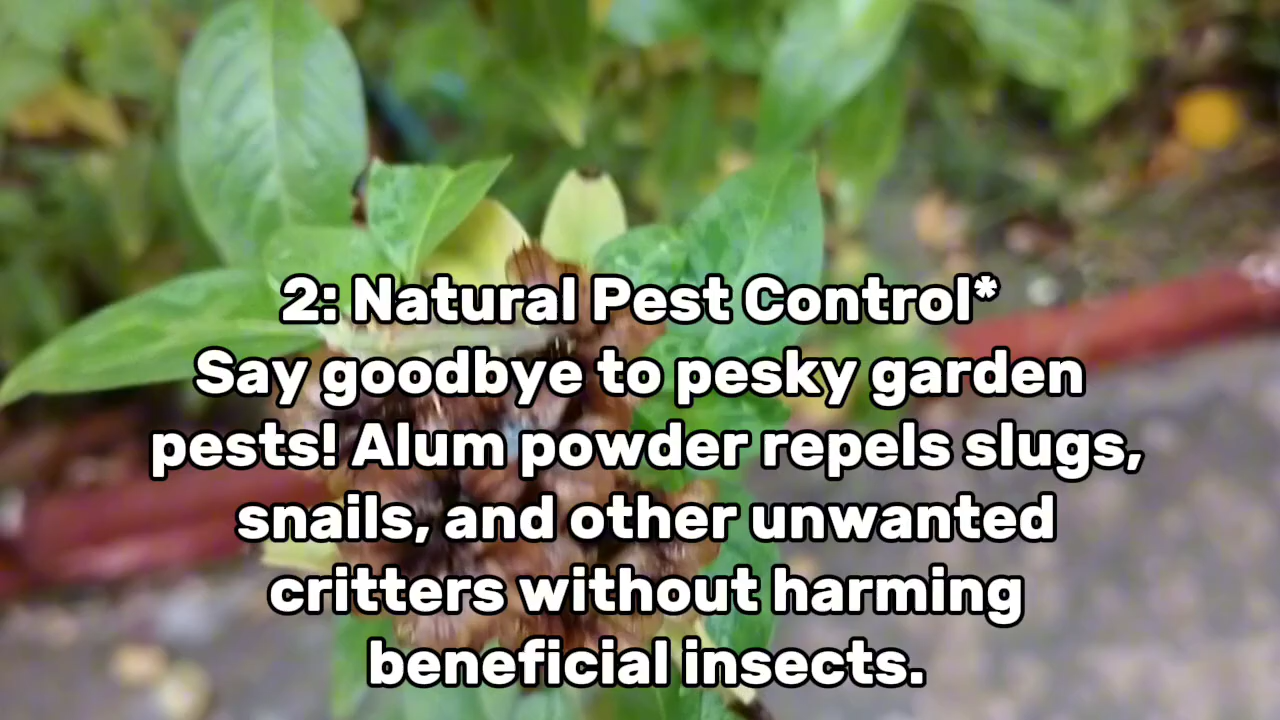 2: Natural Pest Control*
Say goodbye to pesky garden
pests! Alum powder repels slugs,
snails, and other unwanted
critters without harming
beneficial insects.